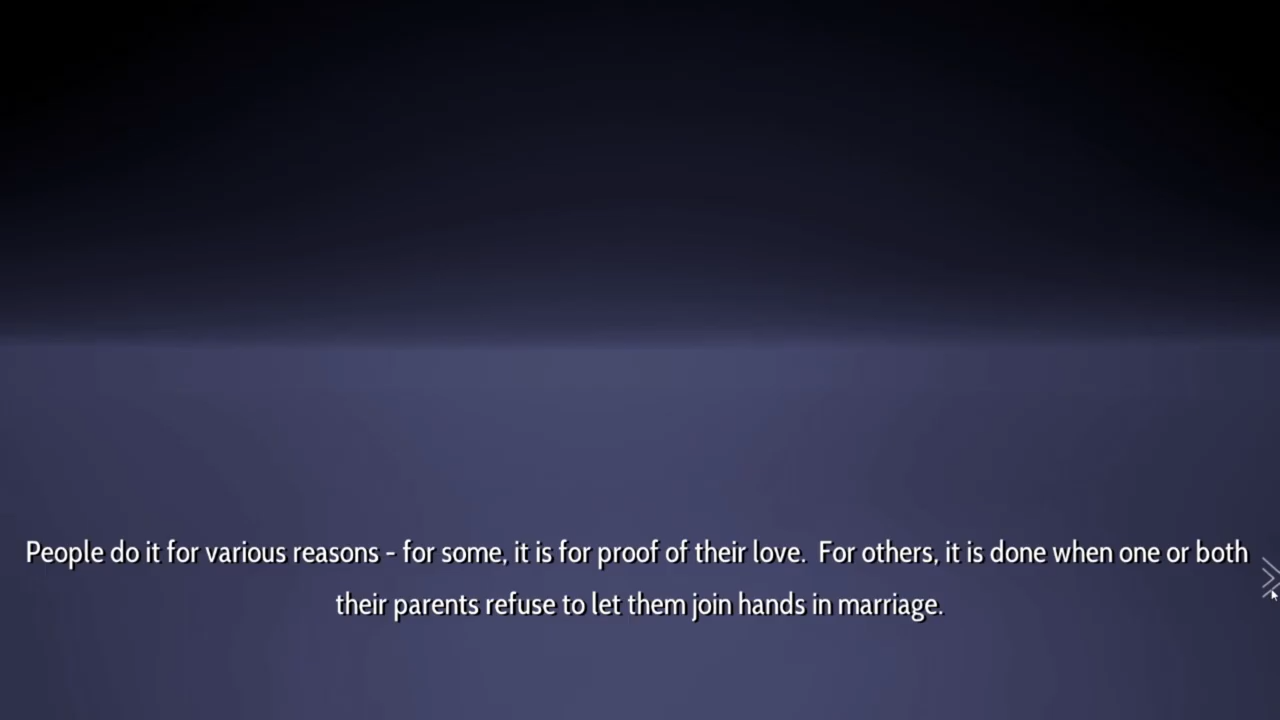 People do it for various reasons - for some, it is for proof of their love.  For others, it is done when one or both
their parents refuse to let them join hands in marriage.